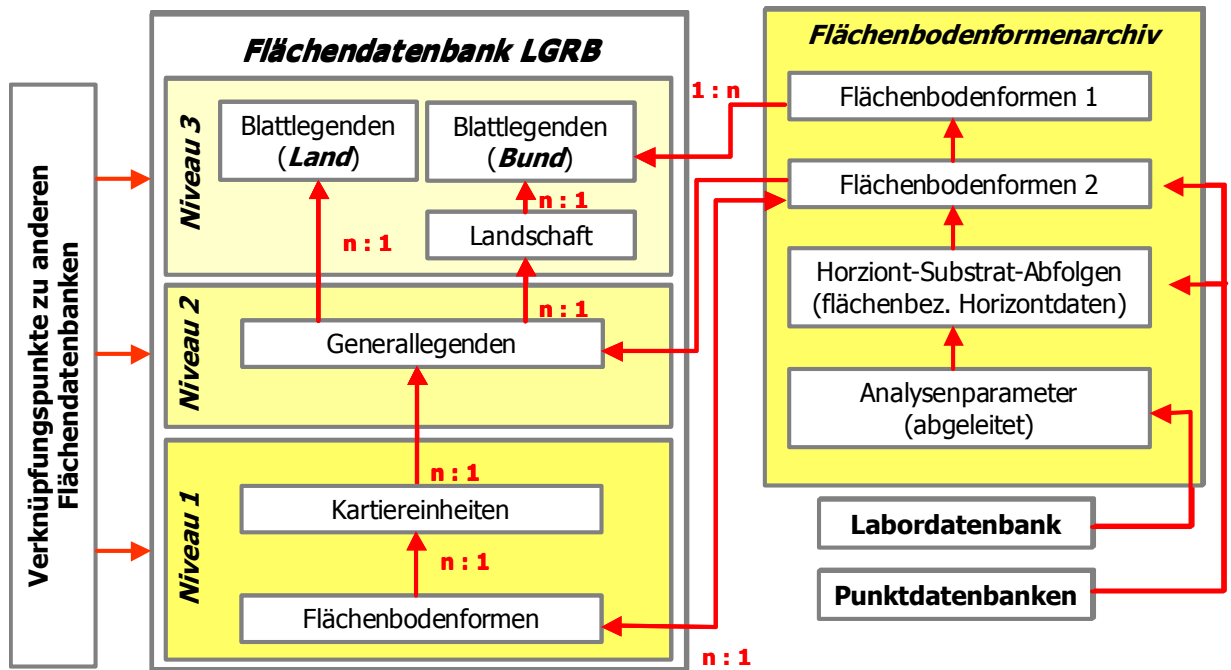 Verknüpfungspunkte zu anderen
Flächendatenbanken
Flächendatenbank LGRB
Niveau 3
Blattlegenden
(Land)
Blattlegenden
(Bund)
n : 1
n : 1
Landschaft
Niveau 2
n : 1
Generallegenden
Niveau 1
n : 1
Kartiereinheiten
n : 1
Flächenbodenformen
n : 1
1 : n
Flächenbodenformenarchiv
Flächenbodenformen 1
Flächenbodenformen 2
Horziont-Substrat-Abfolgen
(flächenbez. Horizontdaten)
Analysenparameter
(abgeleitet)
Labordatenbank
Punktdatenbanken